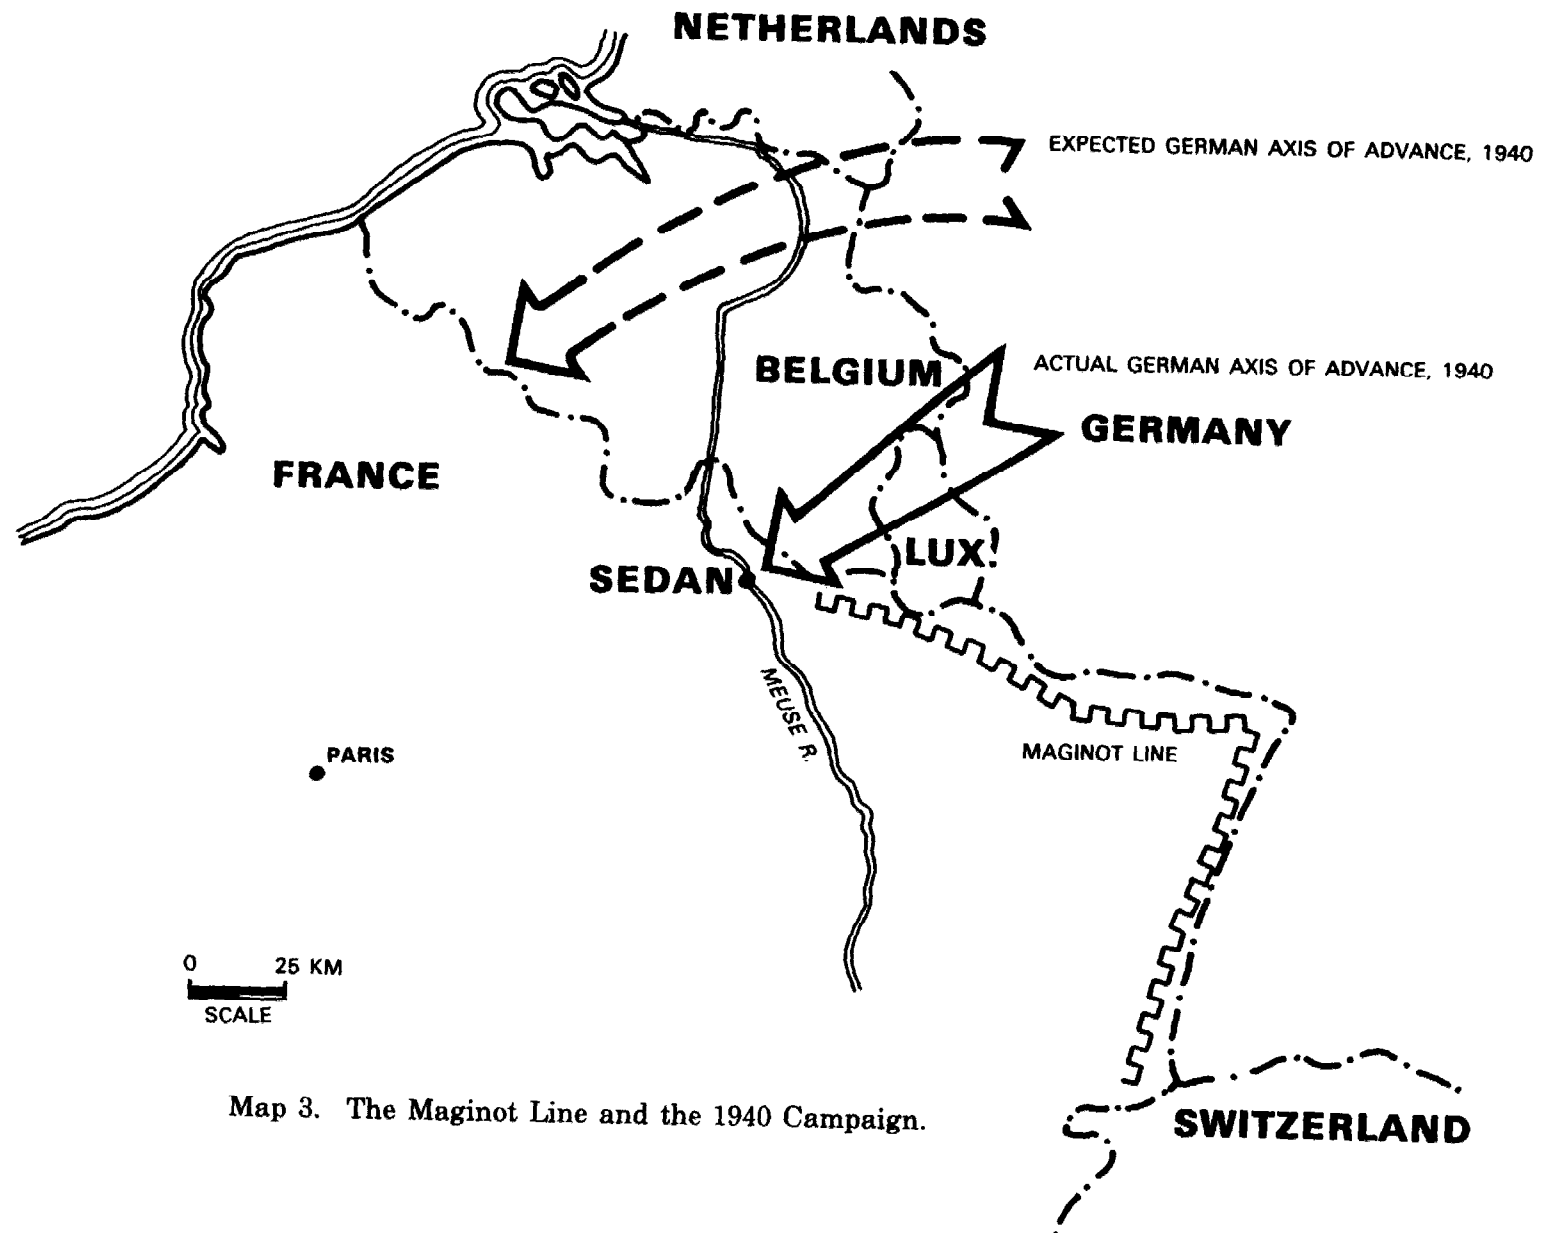 NETHERLANDS
EXPECTED GERMAN AXIS OF ADVANCE, 1940
BELGIUM
ACTUAL GERMAN AXIS OF ADVANCE, 1940
GERMANY
FRANCE
LUX.
SEDAN
MEUSE R.
PARIS
MAGINOT LINE
0 25 KM
SCALE
Map 3. The Maginot Line and the 1940 Campaign.
SWITZERLAND